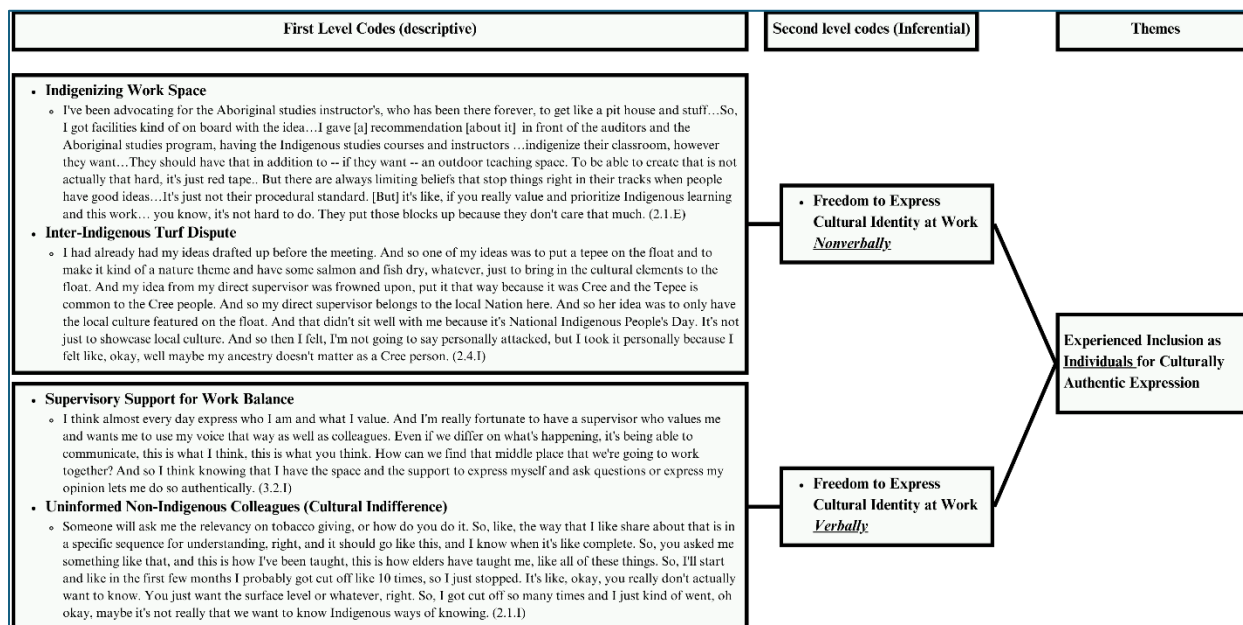 First Level Codes (descriptive)
Second level codes (Inferential)
Themes
• Indigenizing Work Space
◦ I've been advocating for the Aboriginal studies instructor's, who has been there forever, to get like a pit house and stuff…So,
I got facilities kind of on board with the idea…I gave [a] recommendation [about it] in front of the auditors and the
Aboriginal studies program, having the Indigenous studies courses and instructors …indigenize their classroom, however
they want…They should have that in addition to -- if they want -- an outdoor teaching space. To be able to create that is not
actually that hard, it's just red tape.. But there are always limiting beliefs that stop things right in their tracks when people
have good ideas…It's just not their procedural standard. [But] it's like, if you really value and prioritize Indigenous learning
and this work… you know, it's not hard to do. They put those blocks up because they don't care that much. (2.1.E)
• Inter-Indigenous Turf Dispute
◦ I had already had my ideas drafted up before the meeting. And so one of my ideas was to put a tepee on the float and to
make it kind of a nature theme and have some salmon and fish dry, whatever, just to bring in the cultural elements to the
float. And my idea from my direct supervisor was frowned upon, put it that way because it was Cree and the Tepee is
common to the Cree people. And so my direct supervisor belongs to the local Nation here. And so her idea was to only have
the local culture featured on the float. And that didn't sit well with me because it's National Indigenous People's Day. It's not
just to showcase local culture. And so then I felt, I'm not going to say personally attacked, but I took it personally because I
felt like, okay, well maybe my ancestry doesn't matter as a Cree person. (2.4.I)
• Supervisory Support for Work Balance
◦ I think almost every day express who I am and what I value. And I'm really fortunate to have a supervisor who values me
and wants me to use my voice that way as well as colleagues. Even if we differ on what's happening, it's being able to
communicate, this is what I think, this is what you think. How can we find that middle place that we're going to work
together? And so I think knowing that I have the space and the support to express myself and ask questions or express my
opinion lets me do so authentically. (3.2.I)
• Uninformed Non-Indigenous Colleagues (Cultural Indifference)
◦ Someone will ask me the relevancy on tobacco giving, or how do you do it. So, like, the way that I like share about that is in
a specific sequence for understanding, right, and it should go like this, and I know when it's like complete. So, you asked me
something like that, and this is how I've been taught, this is how elders have taught me, like all of these things. So, I'll start
and like in the first few months I probably got cut off like 10 times, so I just stopped. It's like, okay, you really don't actually
want to know. You just want the surface level or whatever, right. So, I got cut off so many times and I just kind of went, oh
okay, maybe it's not really that we want to know Indigenous ways of knowing. (2.1.I)
• Freedom to Express
Cultural Identity at Work
Nonverbally
• Freedom to Express
Cultural Identity at Work
Verbally
Experienced Inclusion as
Individuals for Culturally
Authentic Expression